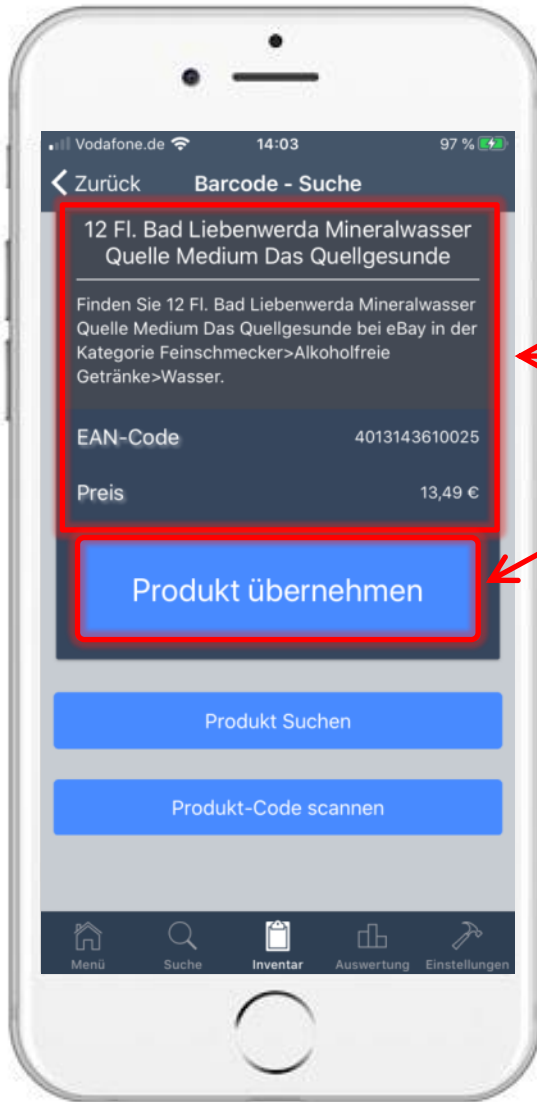 Vodafone.de 14:03 97 %
Zurück Barcode - Suche
12 Fl. Bad Liebenwerda Mineralwasser
Quelle Medium Das Quellgesunde
Finden Sie 12 Fl. Bad Liebenwerda Mineralwasser
Quelle Medium Das Quellgesunde bei eBay in der
Kategorie Feinschmecker>Alkoholfreie
Getränke>Wasser.
EAN-Code 4013143610025
Preis 13,49 €
Produkt übernehmen
Produkt Suchen
Produkt-Code scannen
Menü Suche Inventar Auswertung Einstellungen